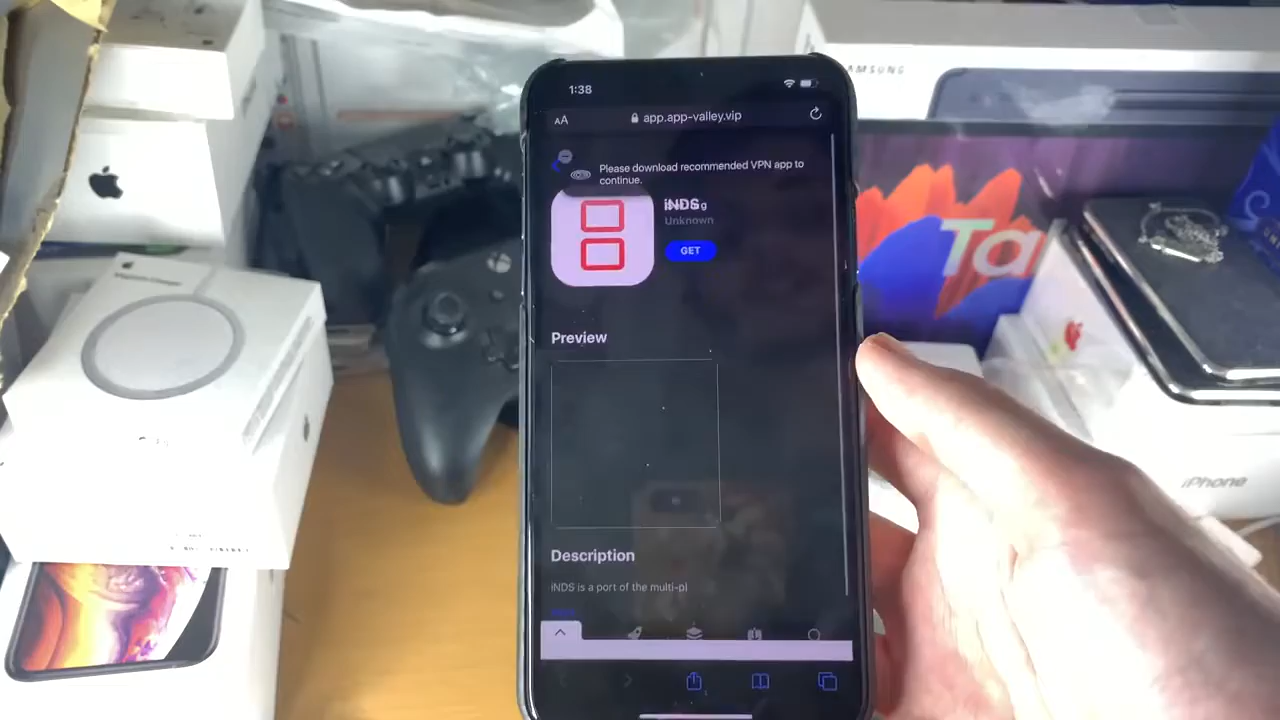 SAMSUNG
1:38
AA
app.app-valley.vip
Please download recommended VPN app to
continue.
iNDS
Unknown
GET
Preview
Description
iNDS is a port of the multi-pl
Ta
iPhone